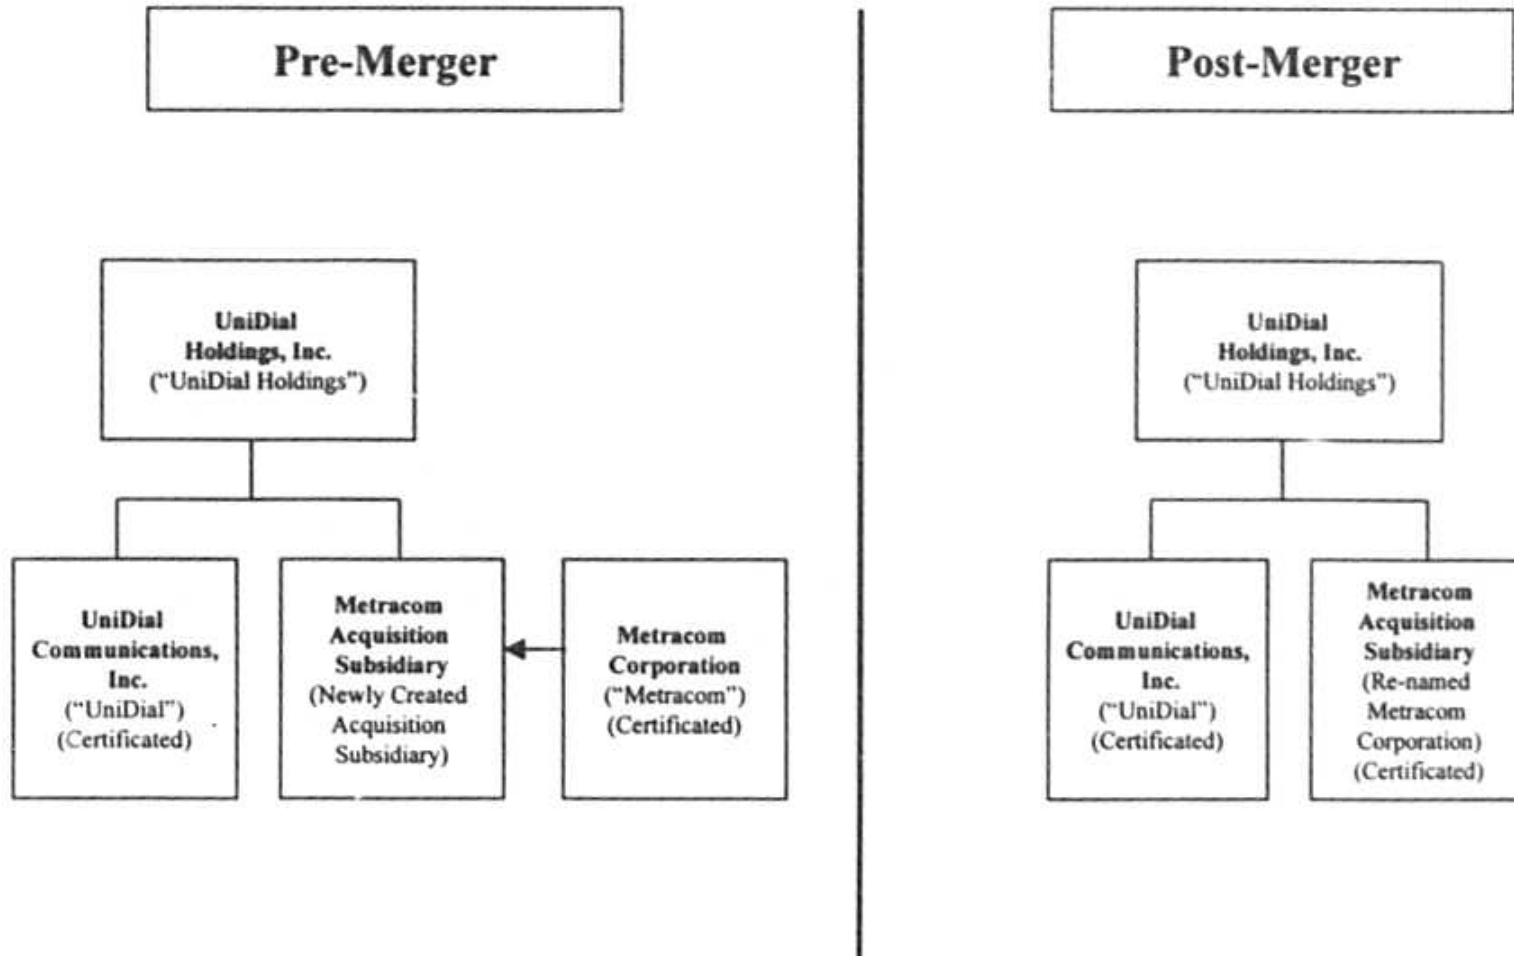 Pre-Merger
Post-Merger
UniDial
Holdings, Inc.
(“UniDial Holdings”)
UniDial
Holdings, Inc.
(“UniDial Holdings”)
UniDial
Communications,
Inc.
(“UniDial”)
(Certificated)
Metracom
Acquisition
Subsidiary
(Newly Created
Acquisition
Subsidiary)
Metracom
Corporation
(“Metracom”)
(Certificated)
UniDial
Communications,
Inc.
(“UniDial”)
(Certificated)
Metracom
Acquisition
Subsidiary
(Re-named
Metracom
Corporation)
(Certificated)